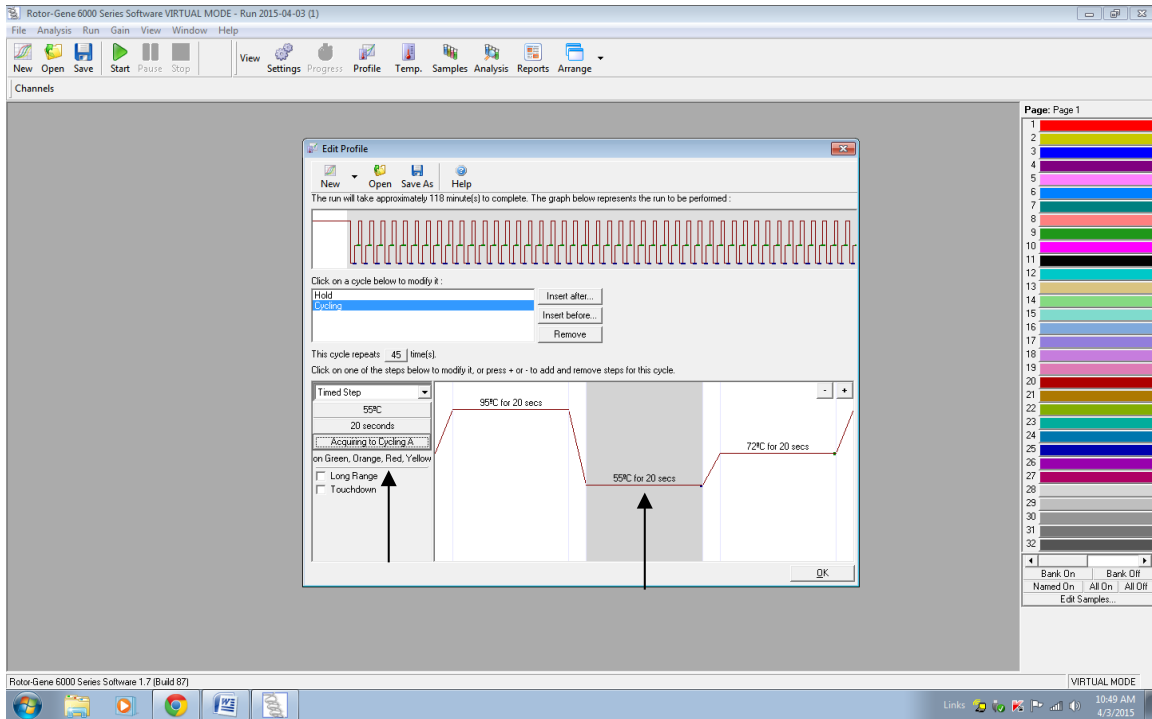 Rotor-Gene 6000 Series Software VIRTUAL MODE - Run 2015-04-03 (1)
File Analysis Run Gain View Window Help
New Open Save Start Pause Stop View Settings Progress Profile Temp. Samples Analysis Reports Arrange
Channels
Page: Page 1
1
2
3
4
5
6
7
8
9
10
11
12
13
14
15
16
17
18
19
20
21
22
23
24
25
26
27
28
29
30
31
32
Bank On Bank Off
Named On All On All Off
Edit Samples...
Edit Profile
New Open Save As Help
The run will take approximately 118 minute(s) to complete. The graph below represents the run to be performed :
Click on a cycle below to modify it :
Hold
Cycling
Insert after...
Insert before...
Remove
This cycle repeats 45 time(s).
Click on one of the steps below to modify it, or press + or - to add and remove steps for this cycle.
Timed Step
55ºC
20 seconds
Acquiring to Cycling A
on Green, Orange, Red, Yellow
Long Range
Touchdown
- +
95ºC for 20 secs
55ºC for 20 secs
72ºC for 20 secs
OK
Rotor-Gene 6000 Series Software 1.7 (Build 87)
VIRTUAL MODE
Links
10:49 AM
4/3/2015